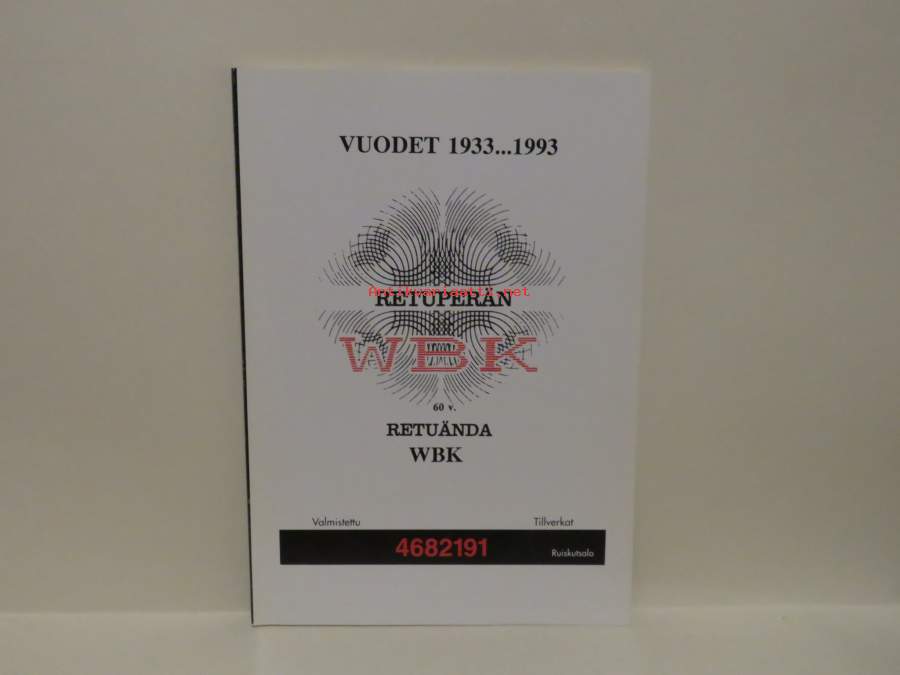 VUODET 1933...1993
Antikvariaatti.net
RETUPERÄN
WBK
60 v.
RETUÄNDA
WBK
Valmistettu Tillverkat
4682191 Ruiskutsalo